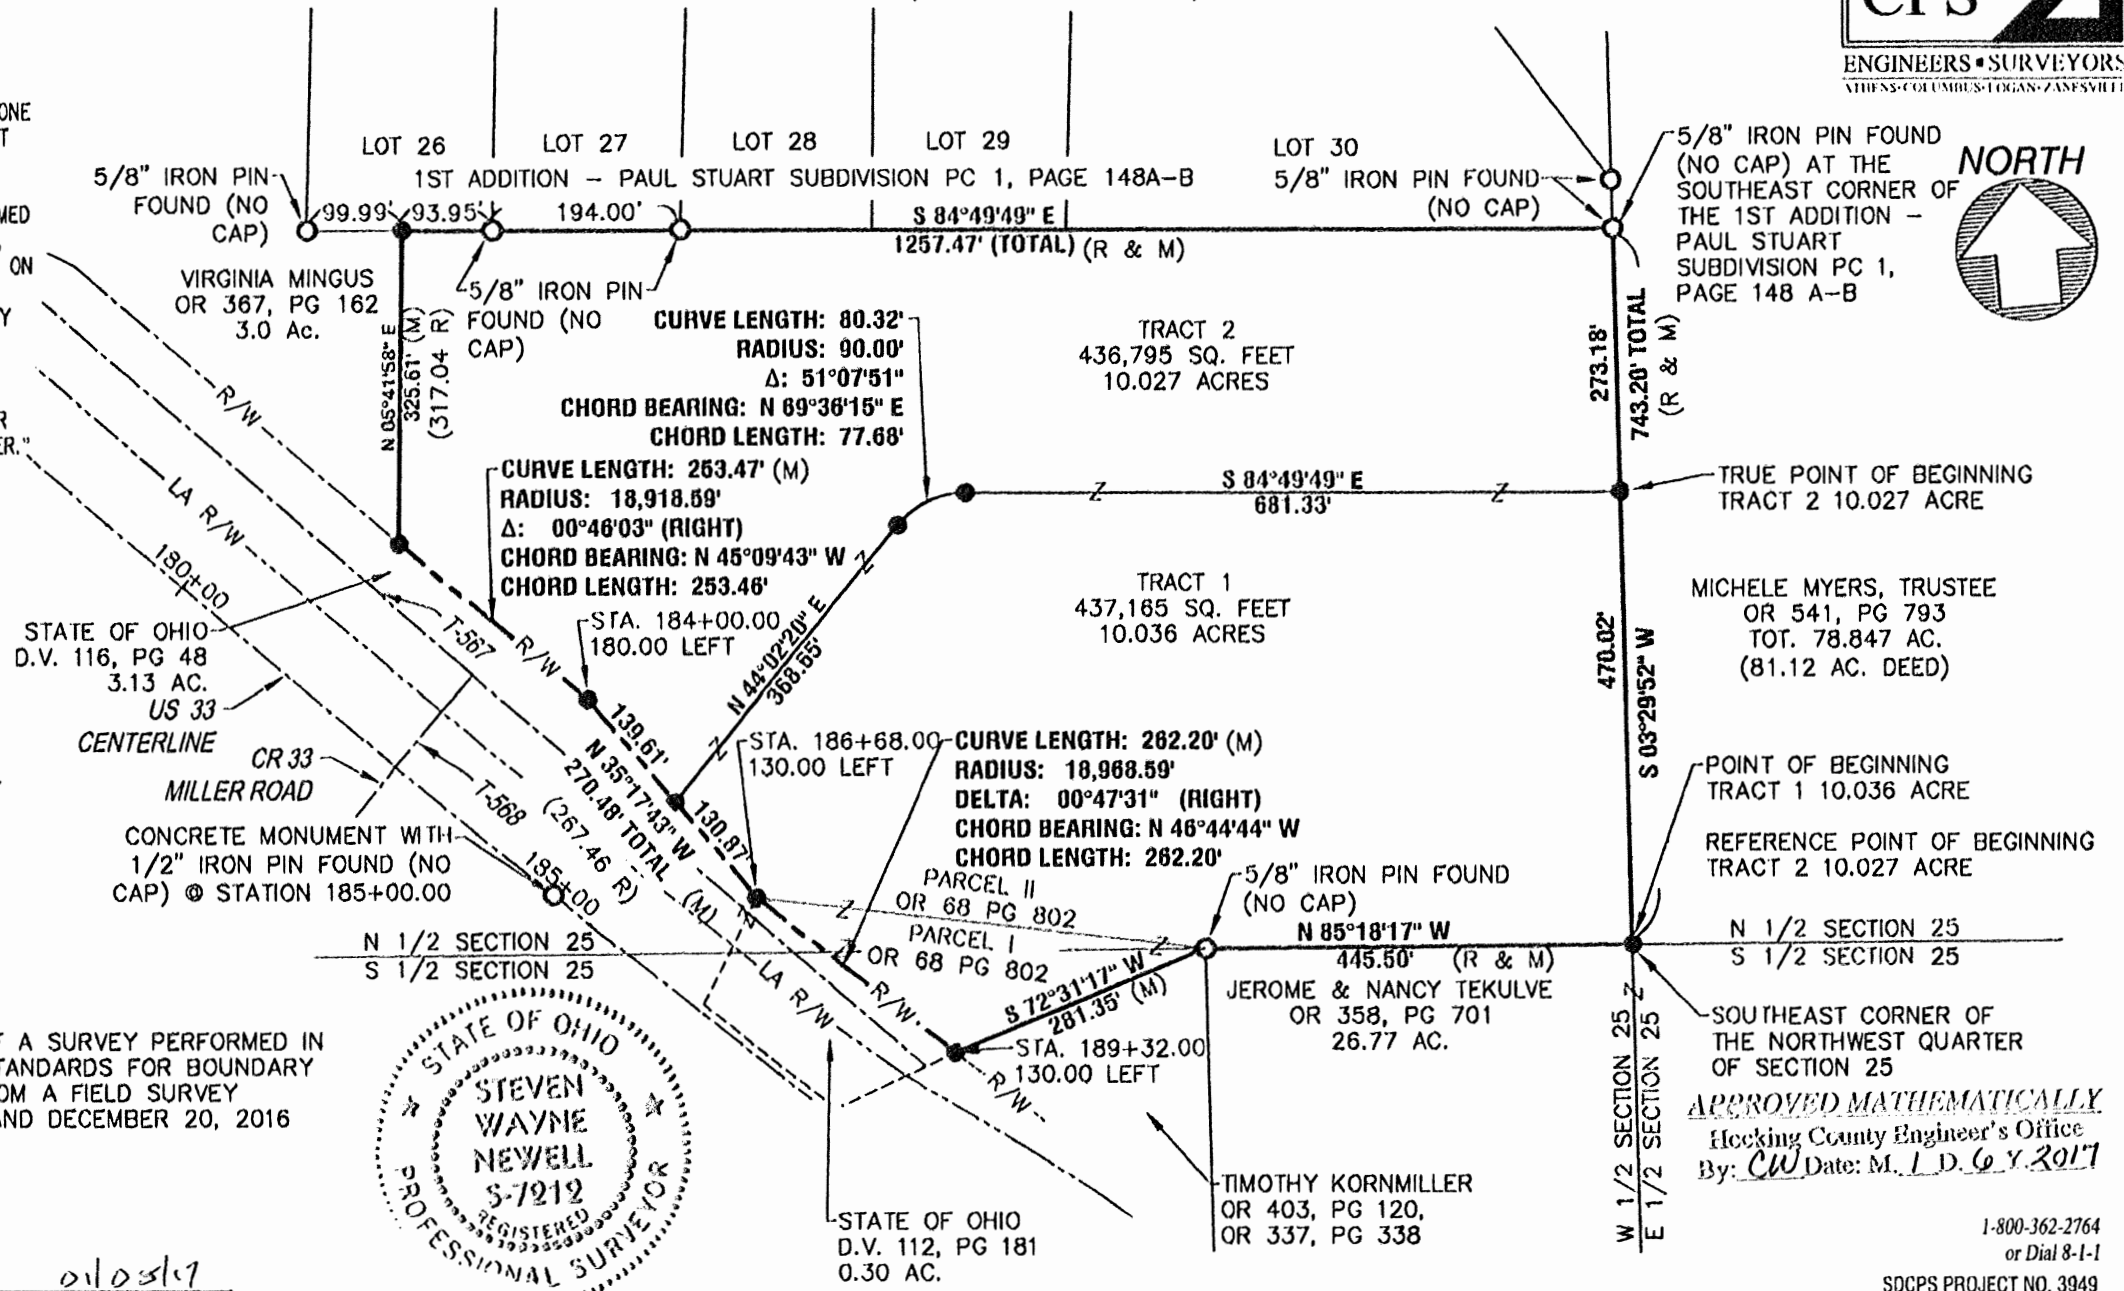 CPS
ENGINEERS • SURVEYORS
ATHENS•COLUMBUS•LOGAN•ZANESVILLE
NORTH
ONE
ON
LOT 26
LOT 27
LOT 28
LOT 29
LOT 30
1ST ADDITION – PAUL STUART SUBDIVISION PC 1, PAGE 148A–B
5/8" IRON PIN
FOUND (NO
CAP)
99.99'
93.95'
194.00'
S 84°49'49" E
1257.47' (TOTAL) (R & M)
5/8" IRON PIN FOUND
(NO CAP)
5/8" IRON PIN FOUND
(NO CAP) AT THE
SOUTHEAST CORNER OF
THE 1ST ADDITION –
PAUL STUART
SUBDIVISION PC 1,
PAGE 148 A–B
VIRGINIA MINGUS
OR 367, PG 162
3.0 Ac.
5/8" IRON PIN
FOUND (NO
CAP)
N 05°41'58" E
325.61' (M)
(317.04 R)
CURVE LENGTH: 80.32'
RADIUS: 90.00'
Δ: 51°07'51"
CHORD BEARING: N 69°36'15" E
CHORD LENGTH: 77.68'
TRACT 2
436,795 SQ. FEET
10.027 ACRES
273.18'
743.20' TOTAL
(R & M)
R/W
ER."
CURVE LENGTH: 253.47' (M)
RADIUS: 18,918.59'
Δ: 00°46'03" (RIGHT)
CHORD BEARING: N 45°09'43" W
CHORD LENGTH: 253.46'
S 84°49'49" E
681.33'
TRUE POINT OF BEGINNING
TRACT 2 10.027 ACRE
LA R/W
180+00
STATE OF OHIO
D.V. 116, PG 48
3.13 AC.
T-567
R/W
STA. 184+00.00
180.00 LEFT
N 44°02'20" E
368.65'
TRACT 1
437,165 SQ. FEET
10.036 ACRES
470.02'
S 03°29'52" W
MICHELE MYERS, TRUSTEE
OR 541, PG 793
TOT. 78.847 AC.
(81.12 AC. DEED)
US 33
CENTERLINE
CR 33
MILLER ROAD
139.61'
N 35°17'43" W
270.48' TOTAL (M)
(267.46 R)
130.87'
T-568
STA. 186+68.00
130.00 LEFT
CURVE LENGTH: 262.20' (M)
RADIUS: 18,968.59'
DELTA: 00°47'31" (RIGHT)
CHORD BEARING: N 46°44'44" W
CHORD LENGTH: 262.20'
POINT OF BEGINNING
TRACT 1 10.036 ACRE
REFERENCE POINT OF BEGINNING
TRACT 2 10.027 ACRE
CONCRETE MONUMENT WITH
1/2" IRON PIN FOUND (NO
CAP) @ STATION 185+00.00
185+00
PARCEL II
OR 68 PG 802
PARCEL I
OR 68 PG 802
5/8" IRON PIN FOUND
(NO CAP)
N 85°18'17" W
445.50' (R & M)
N 1/2 SECTION 25
S 1/2 SECTION 25
N 1/2 SECTION 25
S 1/2 SECTION 25
LA R/W
R/W
S 72°31'17" W
281.35' (M)
JEROME & NANCY TEKULVE
OR 358, PG 701
26.77 AC.
STA. 189+32.00
130.00 LEFT
R/W
W 1/2 SECTION 25
E 1/2 SECTION 25
SOUTHEAST CORNER OF
THE NORTHWEST QUARTER
OF SECTION 25
A SURVEY PERFORMED IN
STANDARDS FOR BOUNDARY
OM A FIELD SURVEY
AND DECEMBER 20, 2016
STATE OF OHIO
STEVEN
WAYNE
NEWELL
S-7212
REGISTERED
PROFESSIONAL SURVEYOR
STATE OF OHIO
D.V. 112, PG 181
0.30 AC.
TIMOTHY KORNMILLER
OR 403, PG 120,
OR 337, PG 338
APPROVED MATHEMATICALLY
Hocking County Engineer's Office
By: CW Date: M. 1 D. 6 Y. 2017
1-800-362-2764
or Dial 8-1-1
SDCPS PROJECT NO. 3949
01/05/17